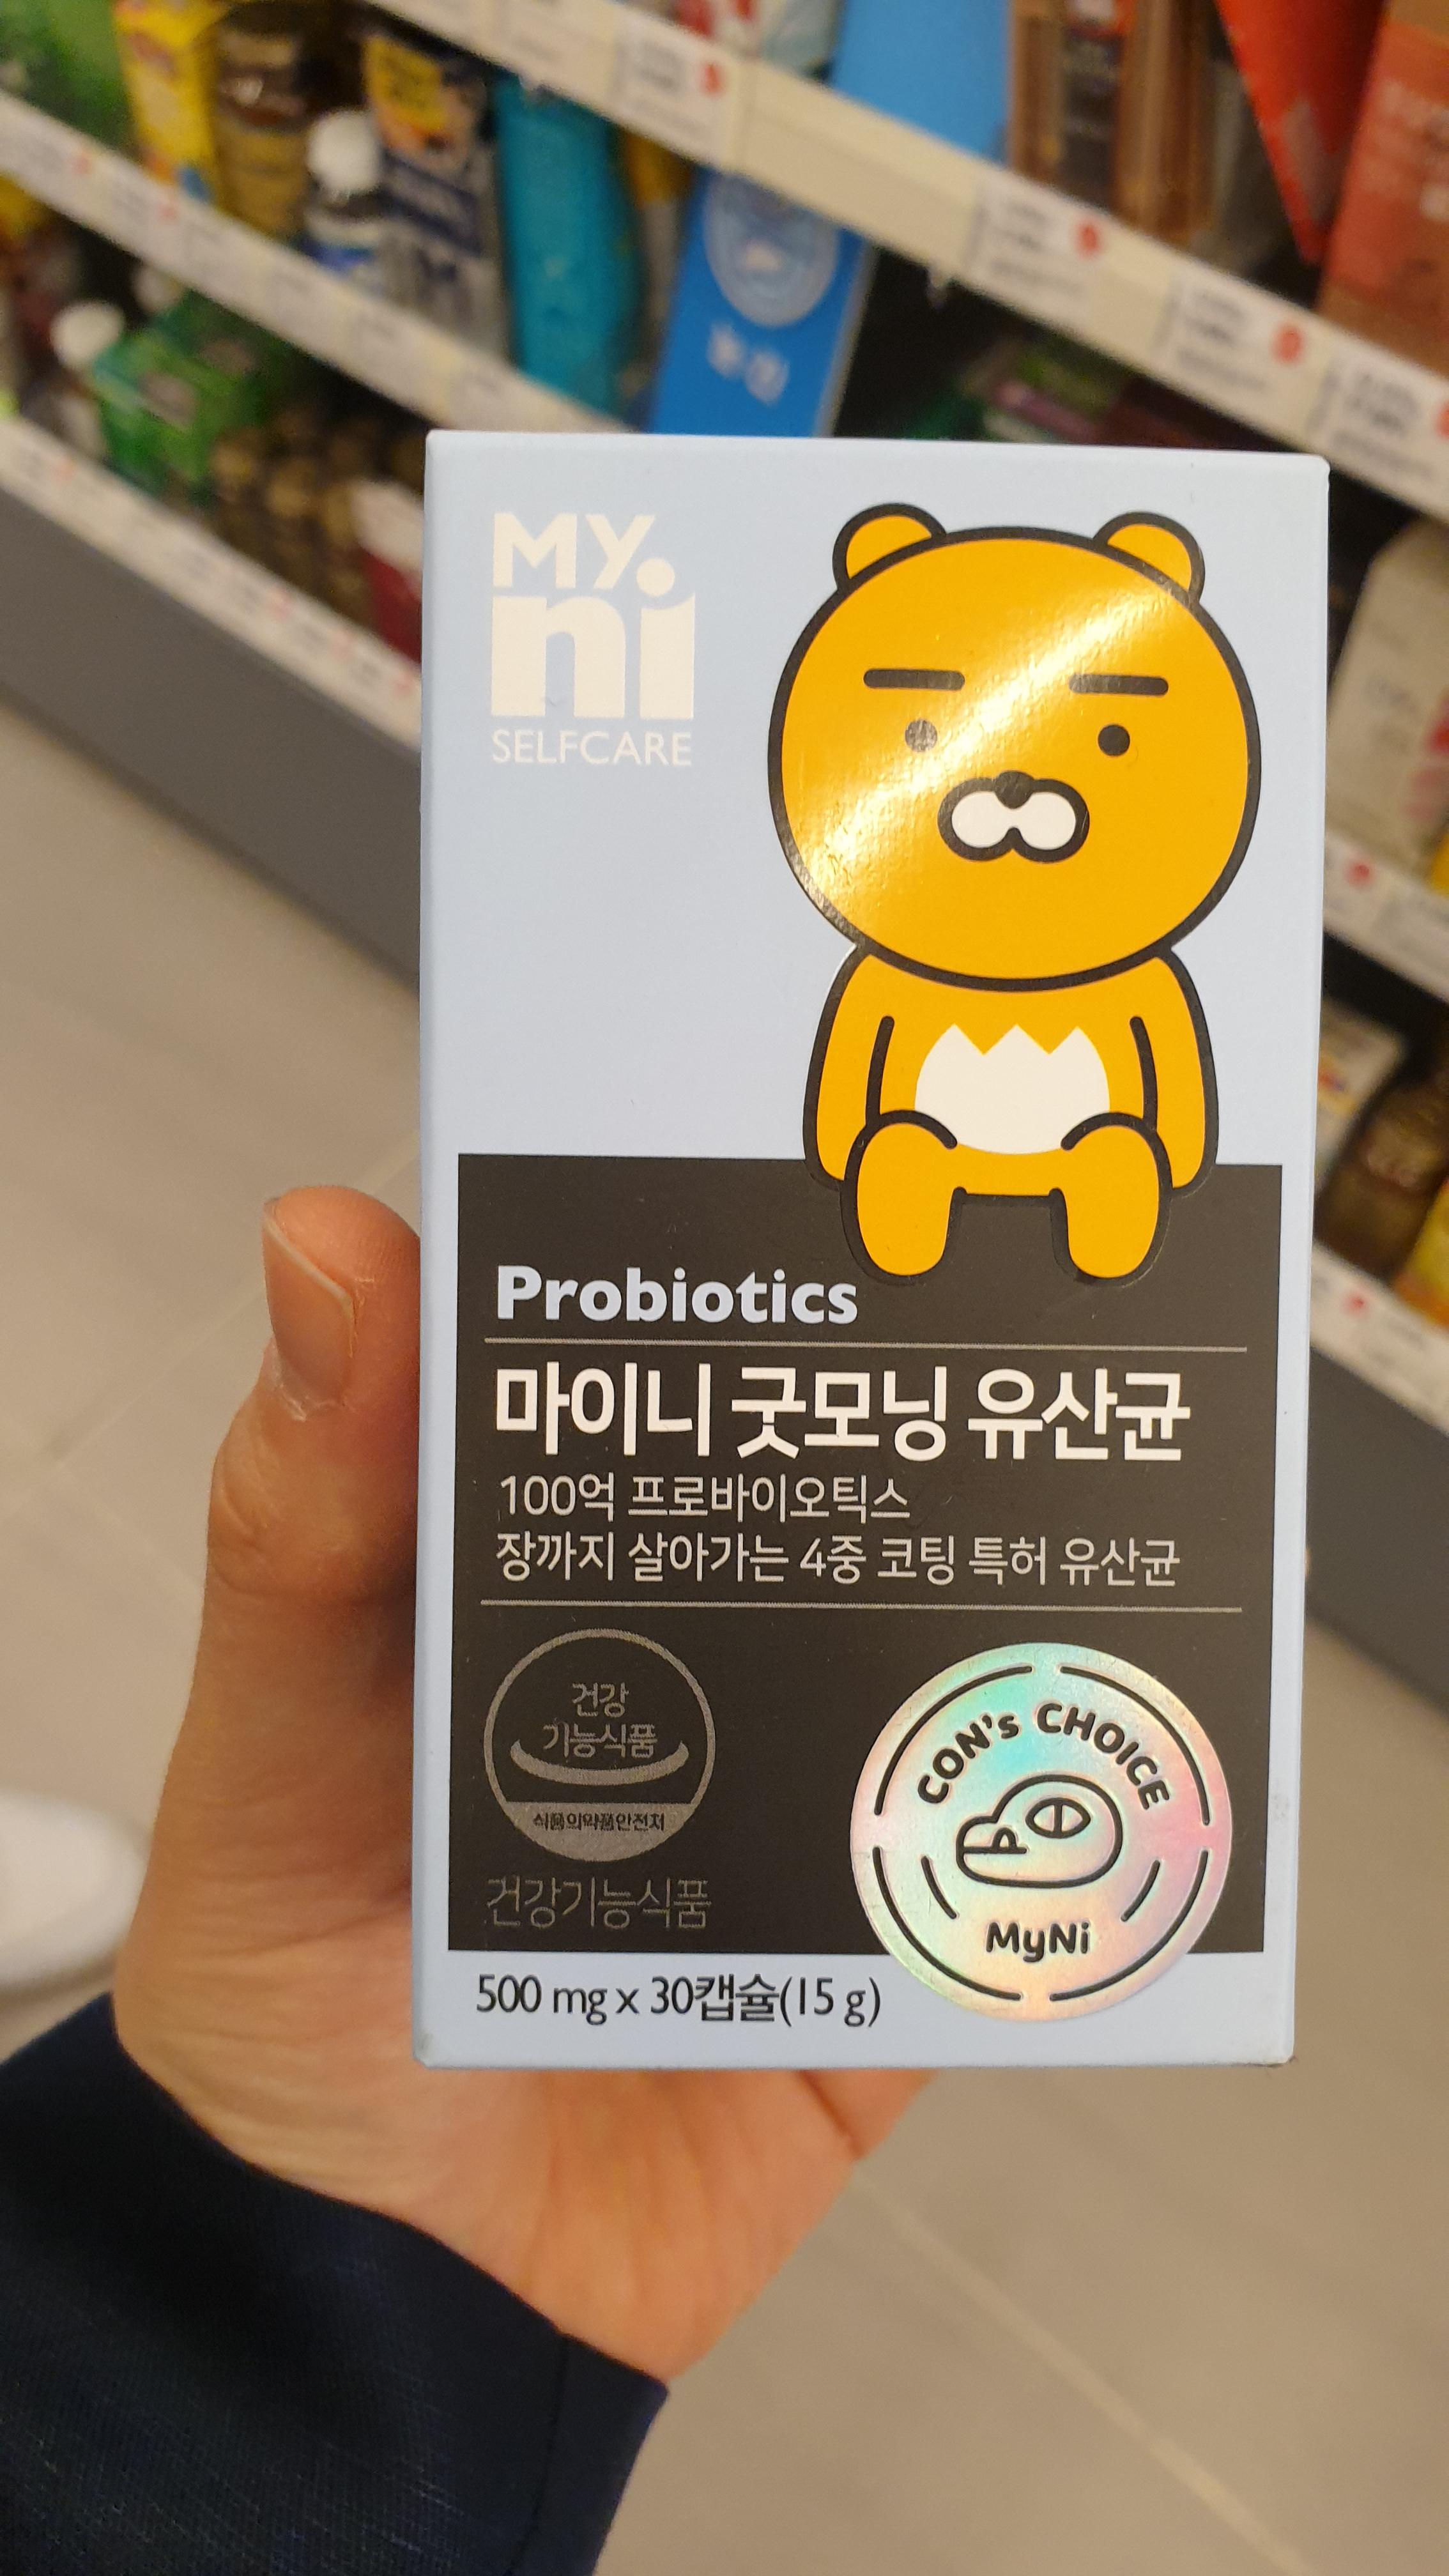 MY.
ni
SELFCARE
Probiotics
마이니 굿모닝 유산균
100억 프로바이오틱스
장까지 살아가는 4중 코팅 특허 유산균
건강
기능식품
식품의약품안전처
건강기능식품
CON's CHOICE
MyNi
500 mg x 30캡슐(15 g)